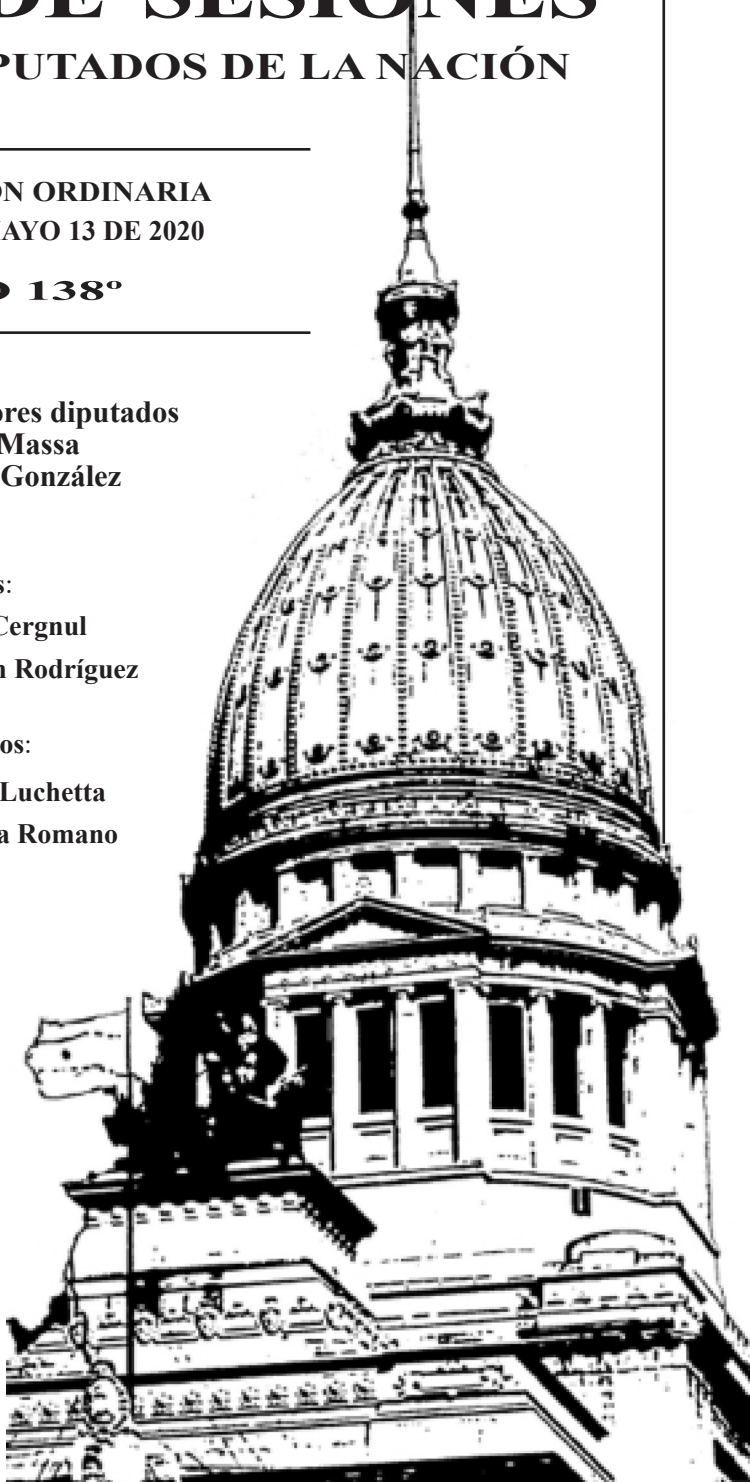 DE SESIONES
PUTADOS DE LA NACIÓN
ÓN ORDINARIA
AYO 13 DE 2020
138º
ores diputados
Massa
González
s:
Cergnul
n Rodríguez
os:
Luchetta
a Romano